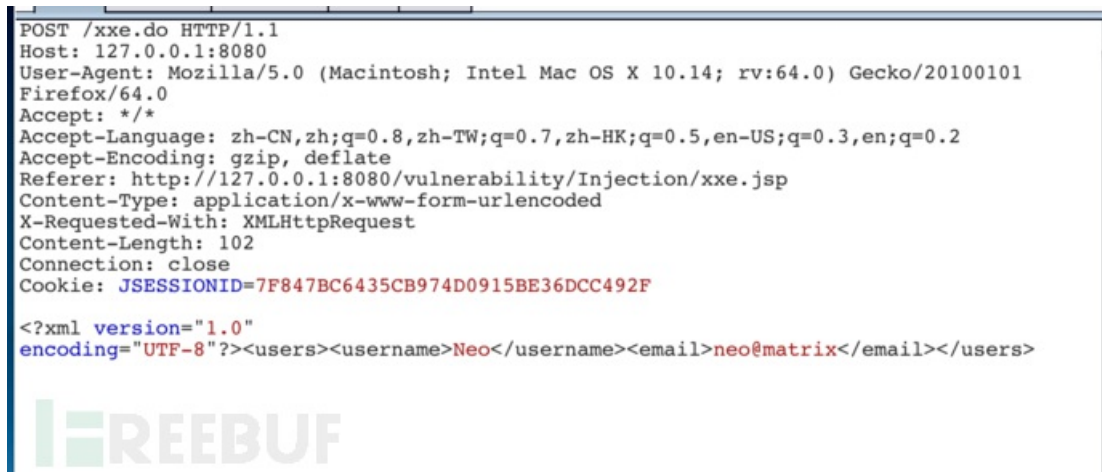 POST /xxe.do HTTP/1.1
Host: 127.0.0.1:8080
User-Agent: Mozilla/5.0 (Macintosh; Intel Mac OS X 10.14; rv:64.0) Gecko/20100101
Firefox/64.0
Accept: */*
Accept-Language: zh-CN,zh;q=0.8,zh-TW;q=0.7,zh-HK;q=0.5,en-US;q=0.3,en;q=0.2
Accept-Encoding: gzip, deflate
Referer: http://127.0.0.1:8080/vulnerability/Injection/xxe.jsp
Content-Type: application/x-www-form-urlencoded
X-Requested-With: XMLHttpRequest
Content-Length: 102
Connection: close
Cookie: JSESSIONID=7F847BC6435CB974D0915BE36DCC492F
<?xml version="1.0"
encoding="UTF-8"?><users><username>Neo</username><email>neo@matrix</email></users>
FREEBUF